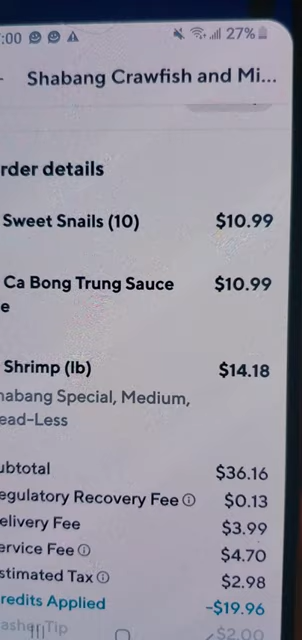 :00 27%
Shabang Crawfish and Mi...
rder details
Sweet Snails (10) $10.99
Ca Bong Trung Sauce $10.99
e
Shrimp (lb) $14.18
habang Special, Medium,
ead-Less
ubtotal $36.16
egulatory Recovery Fee $0.13
elivery Fee $3.99
ervice Fee $4.70
stimated Tax $2.98
redits Applied -$19.96
asher Tip $2.00